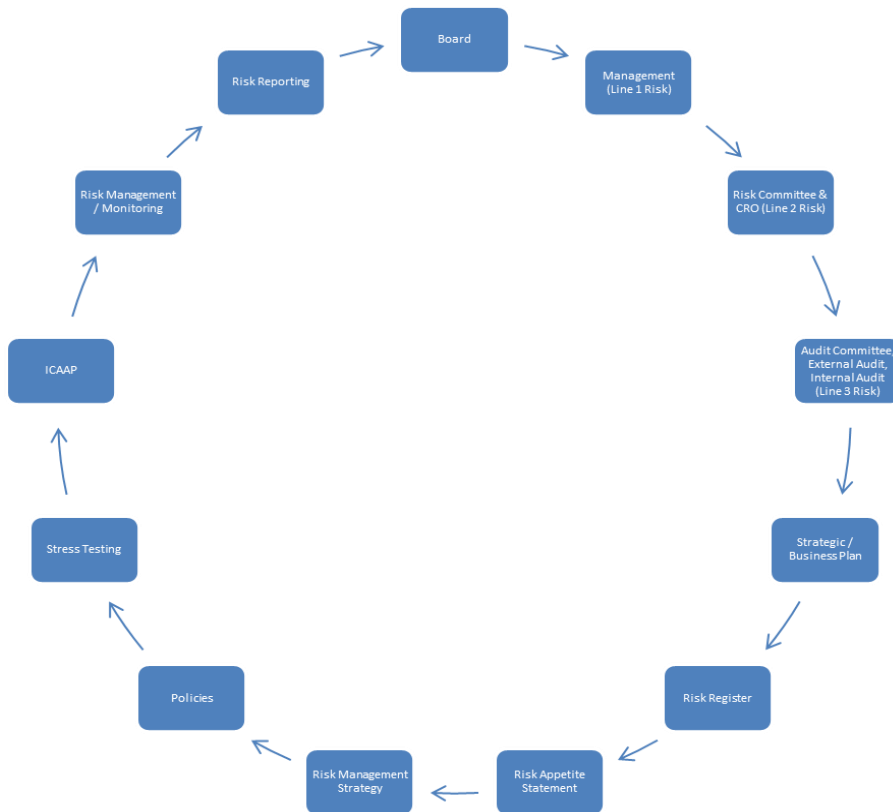 Board
Management
(Line 1 Risk)
Risk Committee &
CRO (Line 2 Risk)
Audit Committee,
External Audit,
Internal Audit
(Line 3 Risk)
Strategic /
Business Plan
Risk Register
Risk Appetite
Statement
Risk Management
Strategy
Policies
Stress Testing
ICAAP
Risk Management
/ Monitoring
Risk Reporting